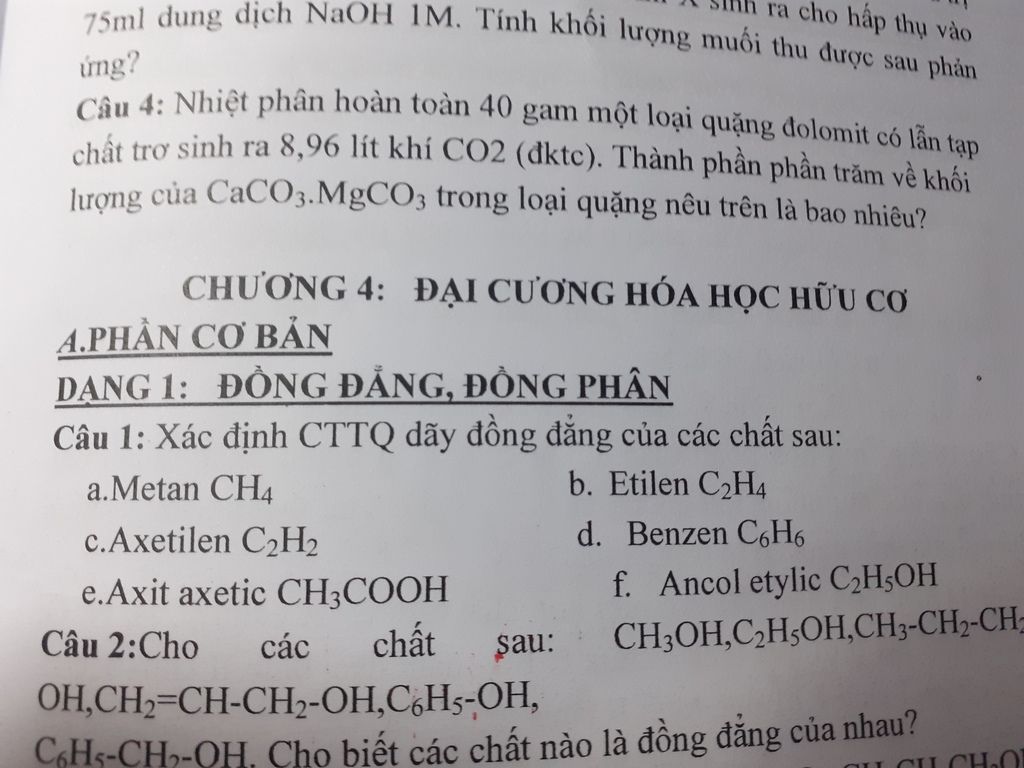 X sinh ra cho hấp thụ vào
75ml dung dịch NaOH 1M. Tính khối lượng muối thu được sau phản
ứng?
Câu 4: Nhiệt phân hoàn toàn 40 gam một loại quặng đolomit có lẫn tạp
chất trơ sinh ra 8,96 lít khí CO2 (đktc). Thành phần phần trăm về khối
lượng của CaCO₃.MgCO₃ trong loại quặng nêu trên là bao nhiêu?
CHƯƠNG 4: ĐẠI CƯƠNG HÓA HỌC HỮU CƠ
A.PHẦN CƠ BẢN
DẠNG 1: ĐỒNG ĐẲNG, ĐỒNG PHÂN
Câu 1: Xác định CTTQ dãy đồng đẳng của các chất sau:
a.Metan CH₄ b. Etilen C₂H₄
c.Axetilen C₂H₂ d. Benzen C₆H₆
e.Axit axetic CH₃COOH f. Ancol etylic C₂H₅OH
Câu 2:Cho các chất sau: CH₃OH,C₂H₅OH,CH₃-CH₂-CH₂
OH,CH₂=CH-CH₂-OH,C₆H₅-OH,
C₆H₅-CH₂-OH. Cho biết các chất nào là đồng đẳng của nhau?